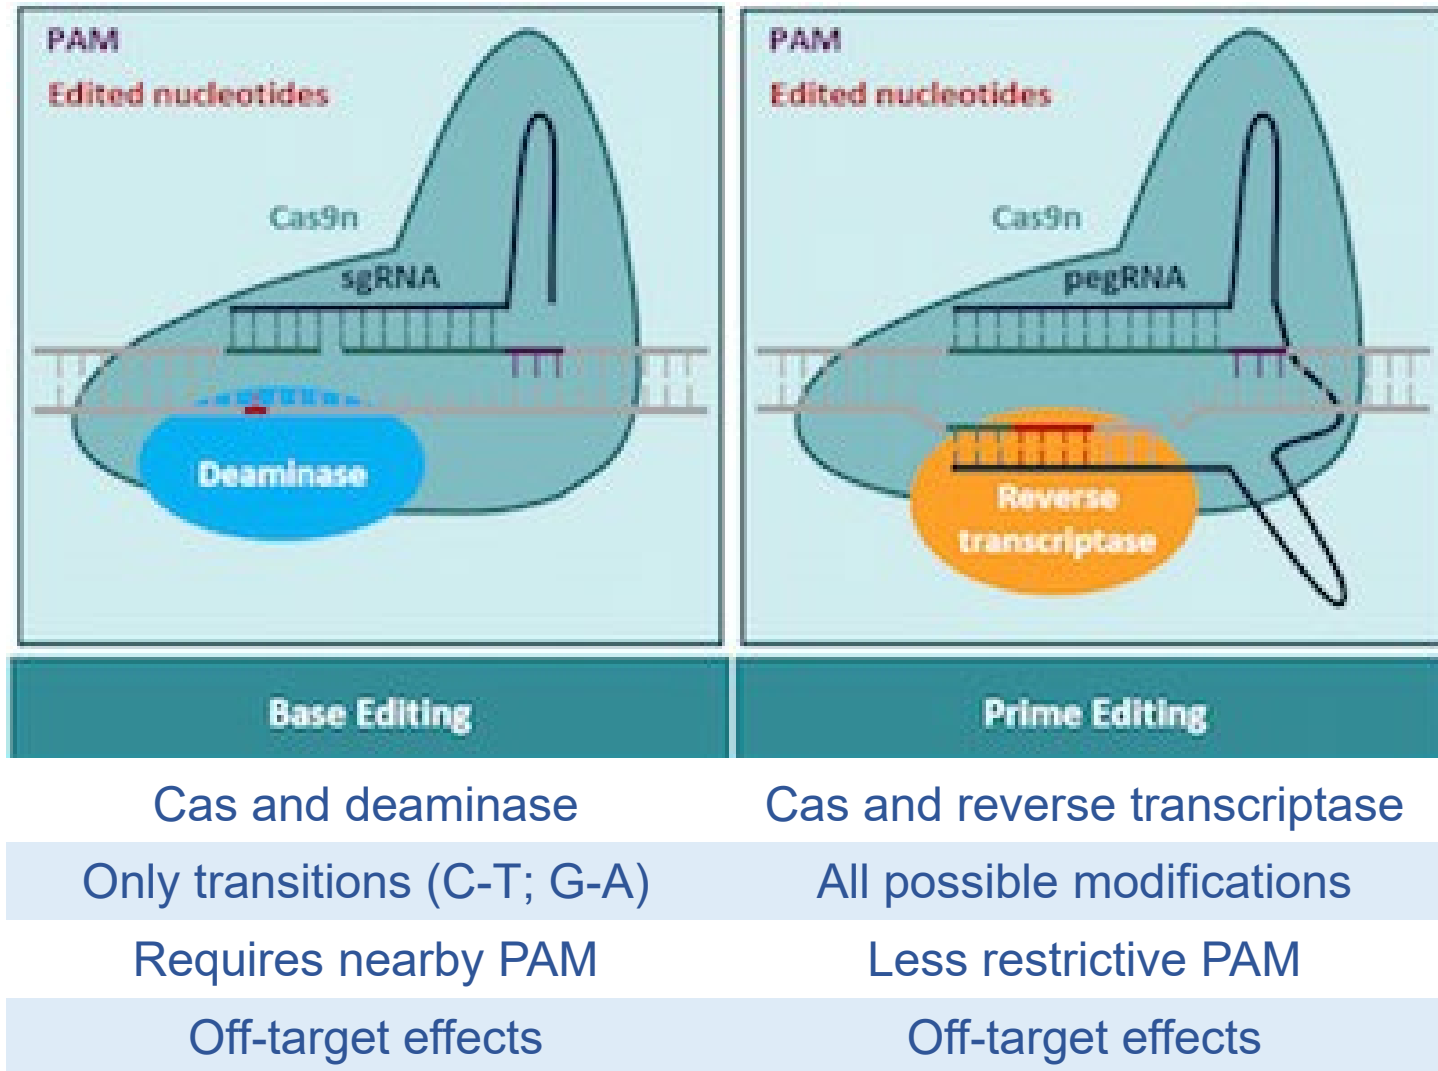 PAM
Edited nucleotides
Cas9n
sgRNA
Deaminase
PAM
Edited nucleotides
Cas9n
pegRNA
Reverse
transcriptase
Base Editing
Prime Editing
Cas and deaminase
Cas and reverse transcriptase
Only transitions (C-T; G-A)
All possible modifications
Requires nearby PAM
Less restrictive PAM
Off-target effects
Off-target effects